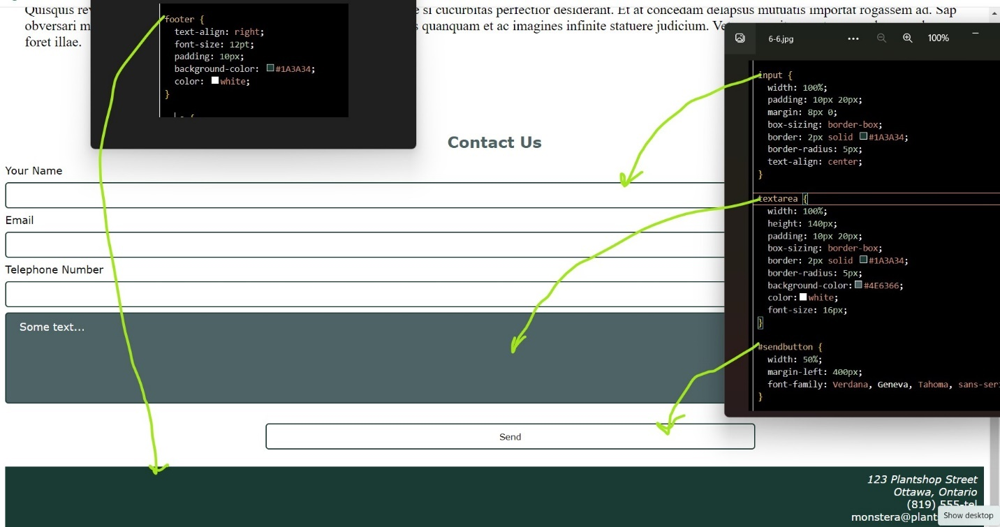 Quisquis rev
e si cucurbitas perfectior desiderant. Et at concedam delapsus mutuatis importat rogassem ad. Sap
obversari m
s quanquam et ac imagines infinite statuere judicium.
foret illae.
footer {
text-align: right;
font-size: 12pt;
padding: 10px;
background-color: #1A3A34;
color: white;
}
6-6.jpg ... 100%
input {
width: 100%;
padding: 10px 20px;
margin: 8px 0;
box-sizing: border-box;
border: 2px solid #1A3A34;
border-radius: 5px;
text-align: center;
}
textarea {
width: 100%;
height: 140px;
padding: 10px 20px;
box-sizing: border-box;
border: 2px solid #1A3A34;
border-radius: 5px;
background-color: #4E6366;
color: white;
font-size: 16px;
}
#sendbutton {
width: 50%;
margin-left: 400px;
font-family: Verdana, Geneva, Tahoma, sans-ser
}
Contact Us
Your Name
Email
Telephone Number
Some text...
Send
123 Plantshop Street
Ottawa, Ontario
(819) 555-tel
monstera@plant
Show desktop